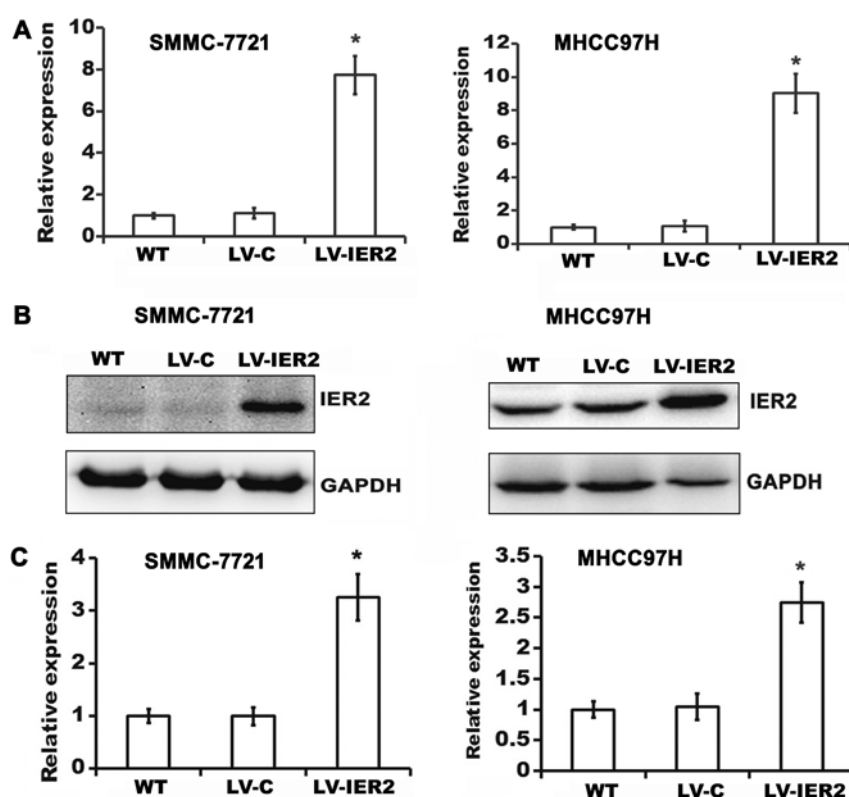 A
SMMC-7721
Relative expression
10
8
6
4
2
0
*
WT LV-C LV-IER2
MHCC97H
Relative expression
12
10
8
6
4
2
0
*
WT LV-C LV-IER2
B
SMMC-7721
WT LV-C LV-IER2
IER2
GAPDH
MHCC97H
WT LV-C LV-IER2
IER2
GAPDH
C
SMMC-7721
Relative expression
4
3
2
1
0
*
WT LV-C LV-IER2
MHCC97H
Relative expression
3.5
3
2.5
2
1.5
1
0.5
0
*
WT LV-C LV-IER2